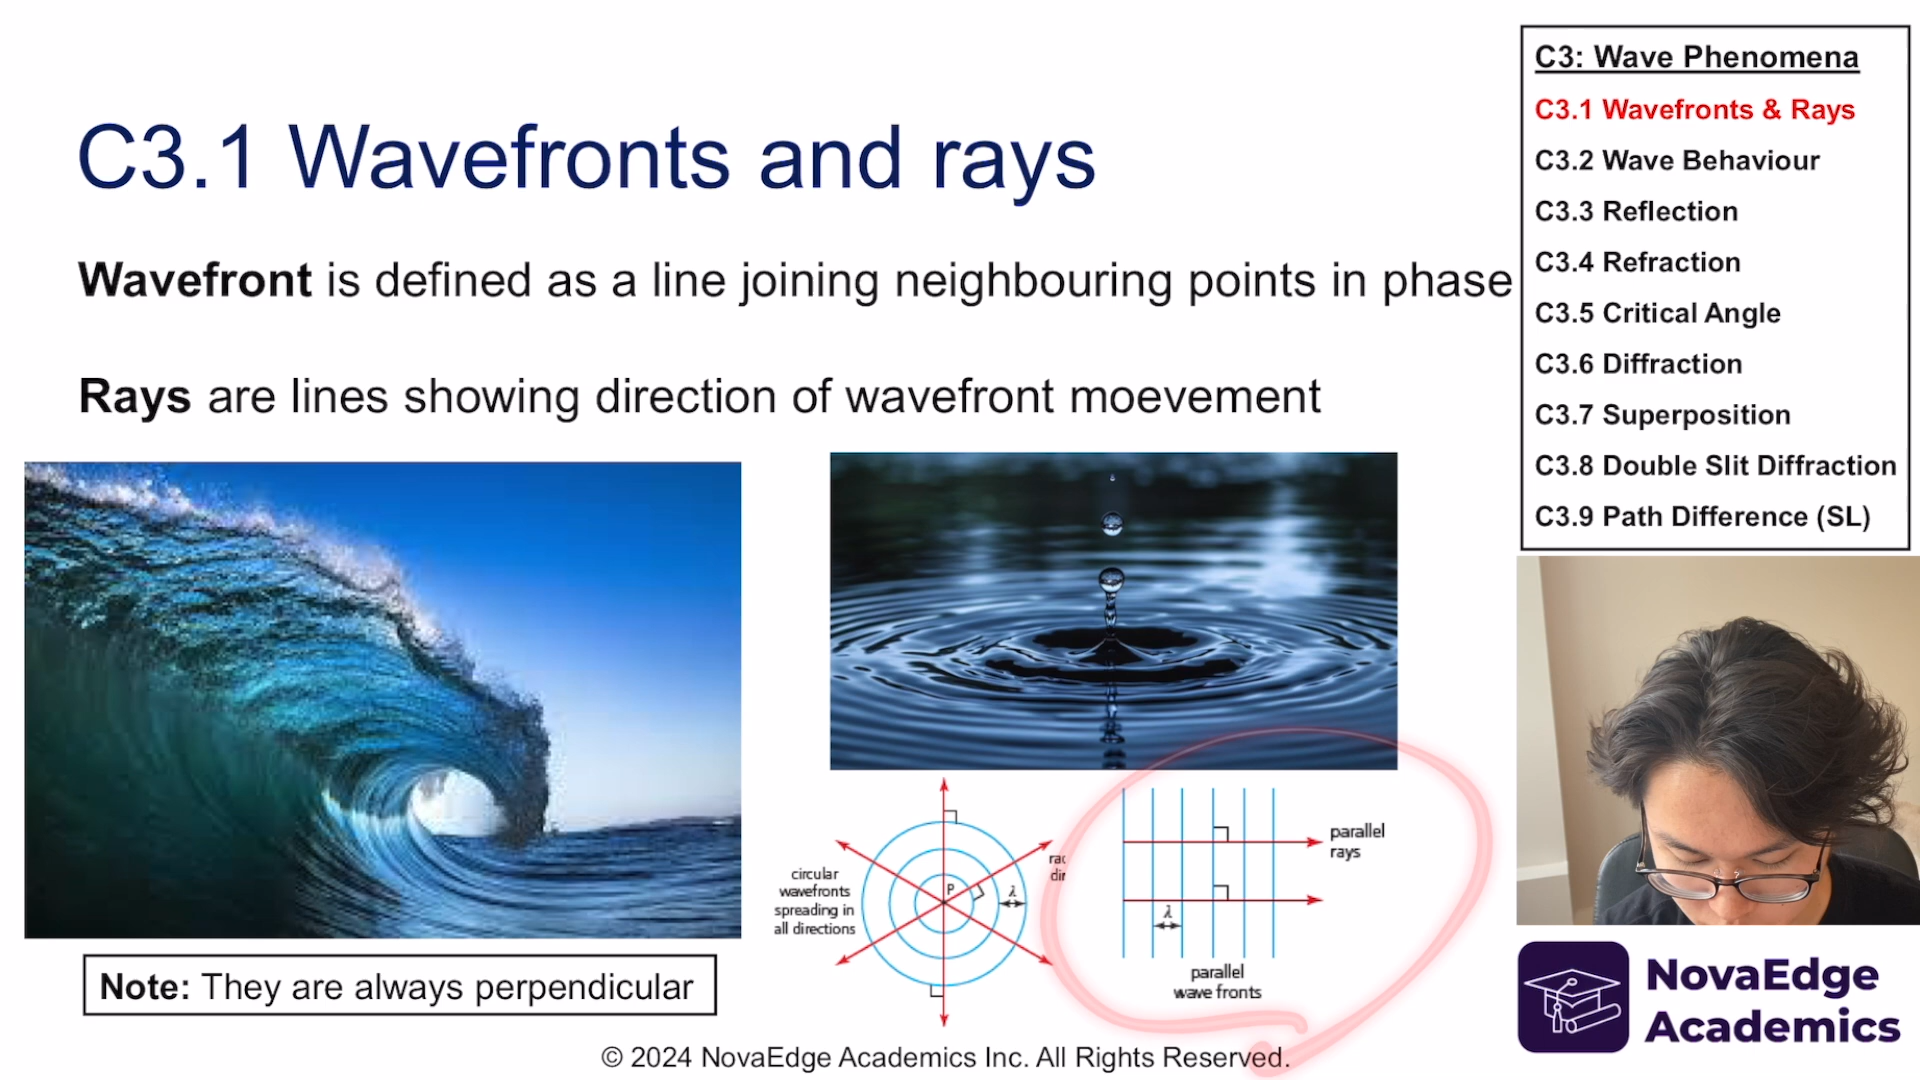 C3.1 Wavefronts and rays
Wavefront is defined as a line joining neighbouring points in phase
Rays are lines showing direction of wavefront moevement
circular
wavefronts
spreading in
all directions
P
λ
parallel
rays
λ
parallel
wave fronts
Note: They are always perpendicular
© 2024 NovaEdge Academics Inc. All Rights Reserved.
C3: Wave Phenomena
C3.1 Wavefronts & Rays
C3.2 Wave Behaviour
C3.3 Reflection
C3.4 Refraction
C3.5 Critical Angle
C3.6 Diffraction
C3.7 Superposition
C3.8 Double Slit Diffraction
C3.9 Path Difference (SL)
NovaEdge
Academics